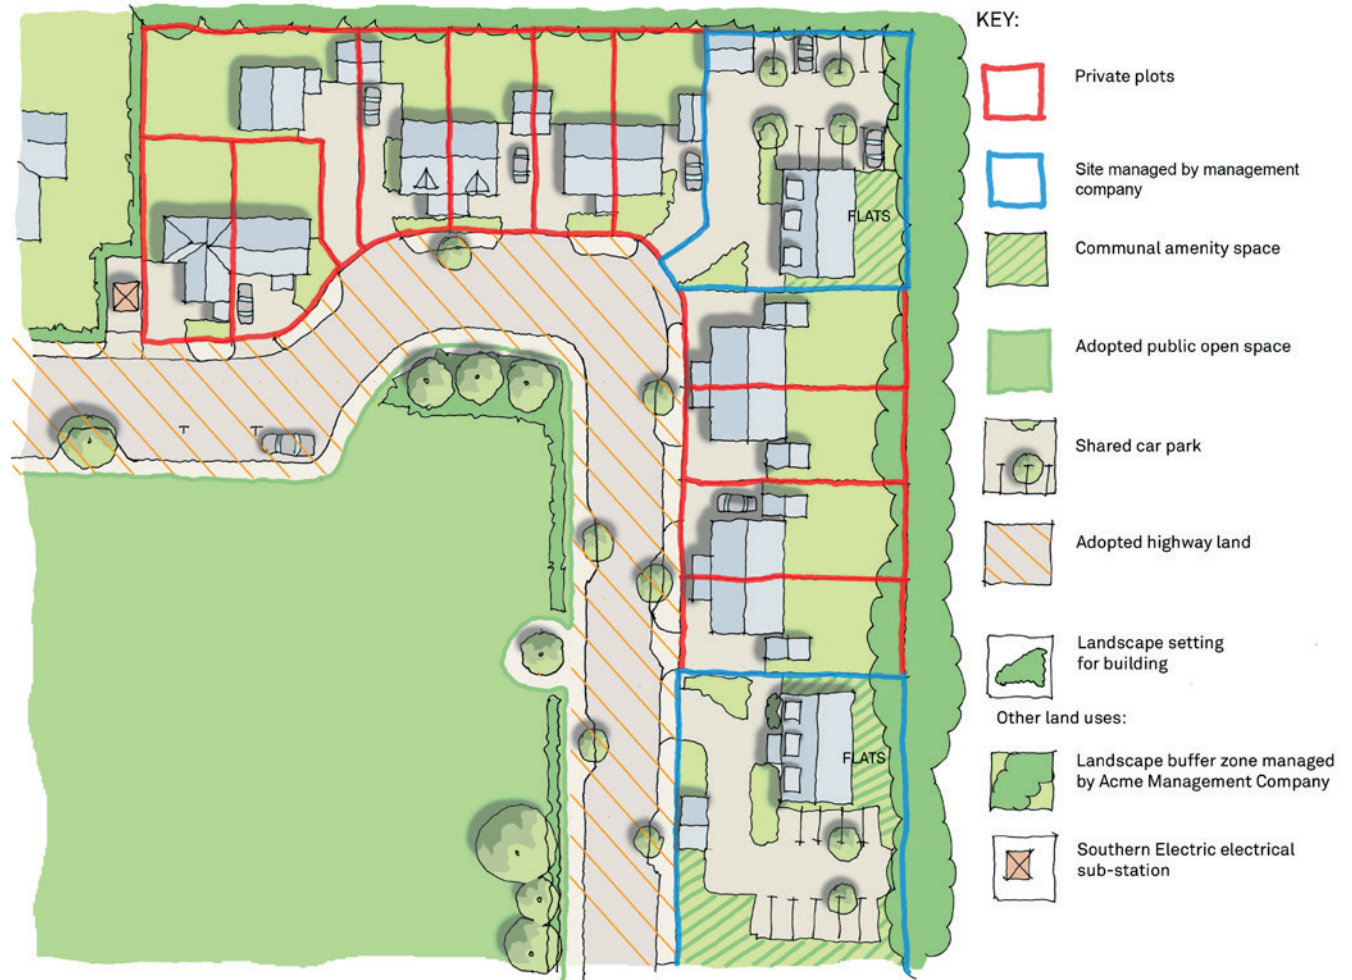 KEY:
Private plots
Site managed by management
company
Communal amenity space
Adopted public open space
Shared car park
Adopted highway land
Landscape setting
for building
Other land uses:
Landscape buffer zone managed
by Acme Management Company
Southern Electric electrical
sub-station
FLATS
FLATS